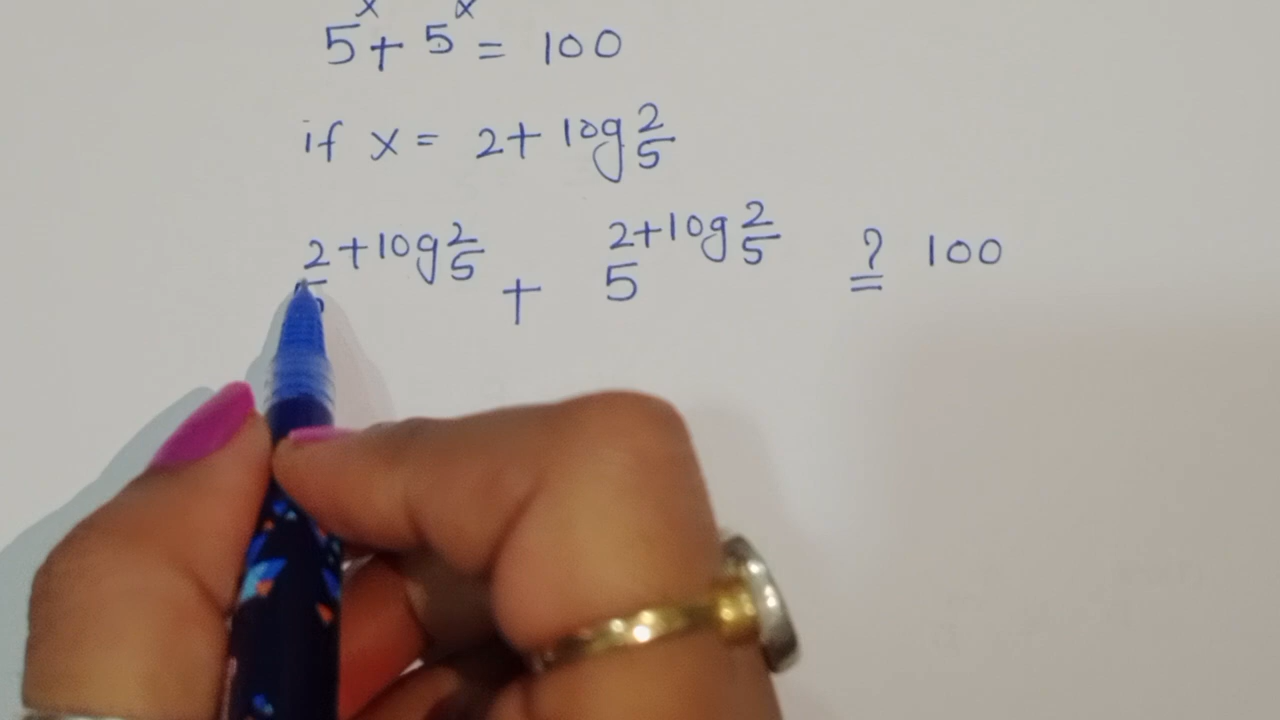 5^x + 5^x = 100
if x = 2 + log 2/5
5^(2 + log 2/5) + 5^(2 + log 2/5) ?= 100